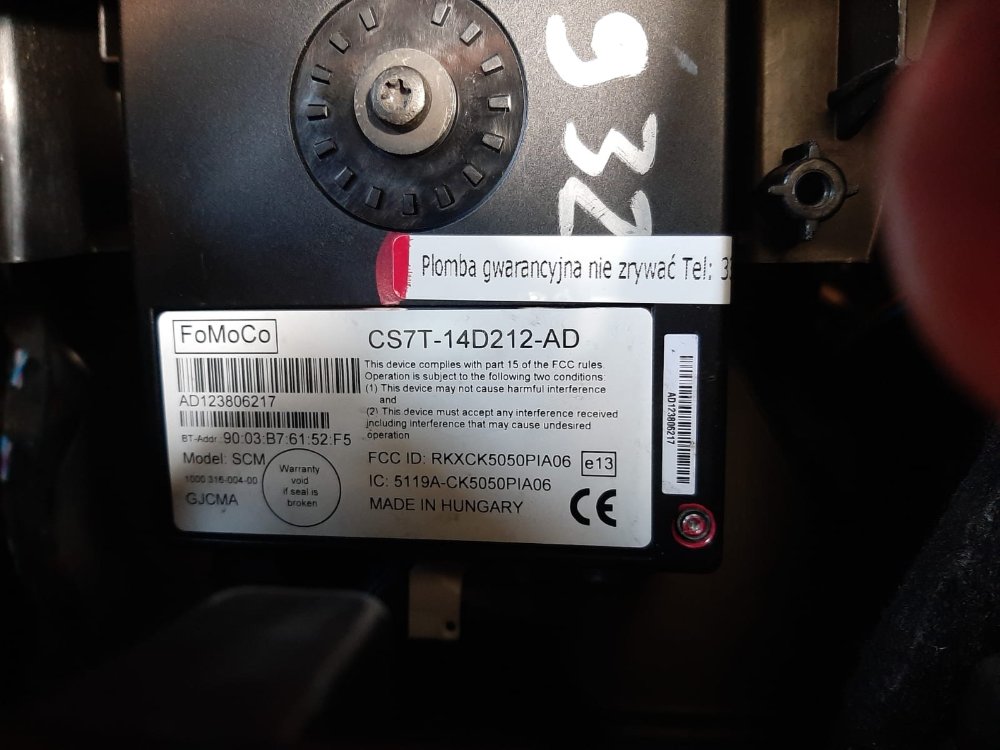 932
Plomba gwarancyjna nie zrywać Tel: 3
FoMoCo
CS7T-14D212-AD
AD123806217
BT-Addr.: 90:03:B7:61:52:F5
Model: SCM
1000 316-004-00
GJCMA
Warranty
void
if seal is
broken
This device complies with part 15 of the FCC rules.
Operation is subject to the following two conditions:
(1) This device may not cause harmful interference
and
(2) This device must accept any interference received
including interference that may cause undesired
operation
FCC ID: RKXCK5050PIA06
e13
IC: 5119A-CK5050PIA06
MADE IN HUNGARY
CE
AD123806217